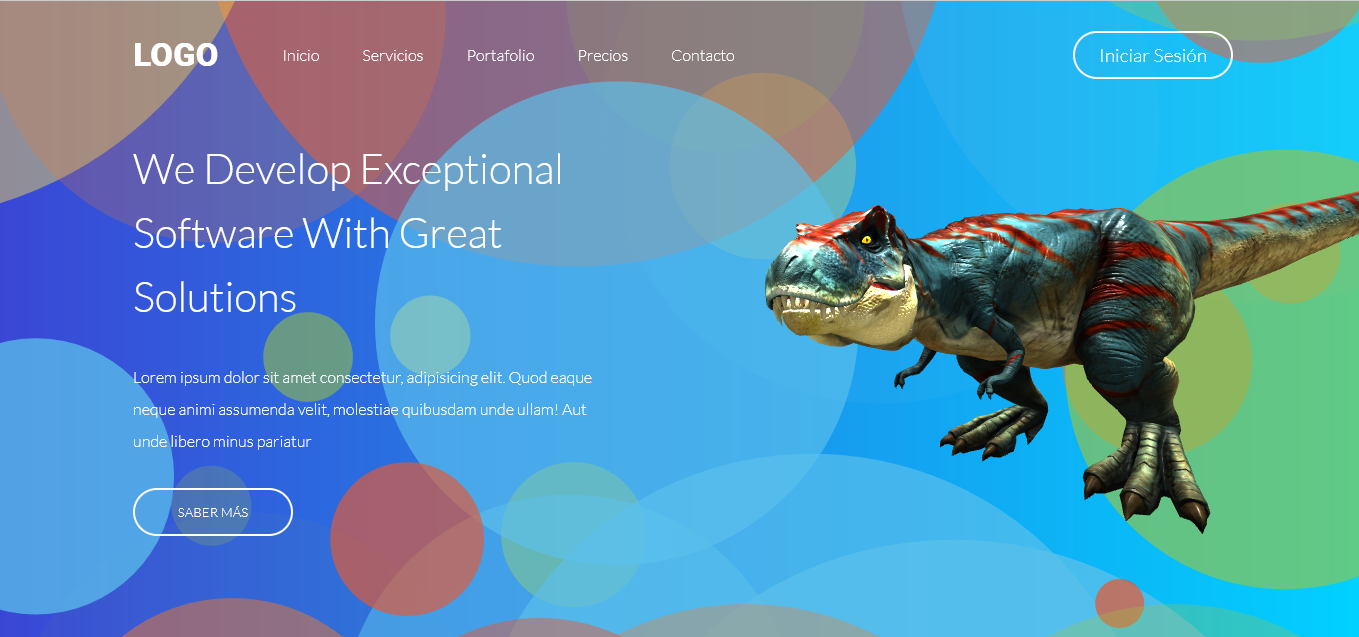 LOGO
Inicio Servicios Portafolio Precios Contacto
Iniciar Sesión
We Develop Exceptional
Software With Great
Solutions
Lorem ipsum dolor sit amet consectetur, adipisicing elit. Quod eaque
neque animi assumenda velit, molestiae quibusdam unde ullam! Aut
unde libero minus pariatur
SABER MÁS